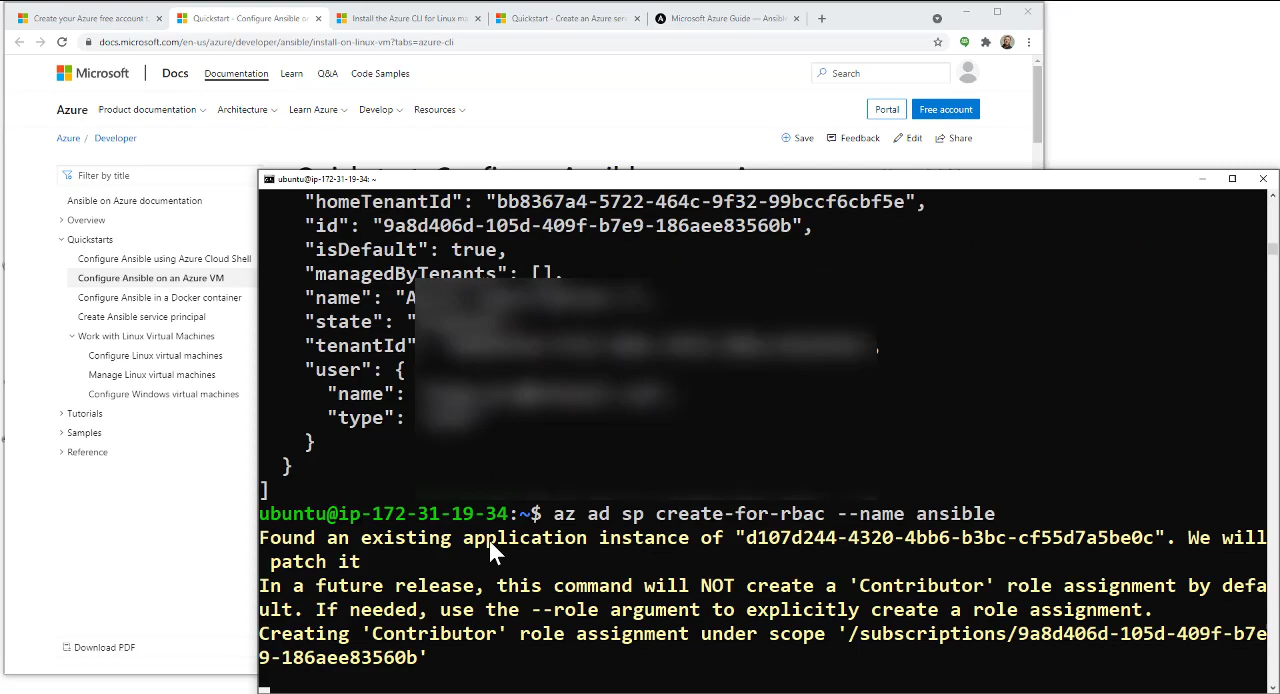 Create your Azure free account t
Quickstart - Configure Ansible on
Install the Azure CLI for Linux ma
Quickstart - Create an Azure serv
Microsoft Azure Guide — Ansibl
docs.microsoft.com/en-us/azure/developer/ansible/install-on-linux-vm?tabs=azure-cli
Microsoft
Docs
Documentation
Learn
Q&A
Code Samples
Search
Azure
Product documentation
Architecture
Learn Azure
Develop
Resources
Portal
Free account
Azure / Developer
Save
Feedback
Edit
Share
Filter by title
Ansible on Azure documentation
Overview
Quickstarts
Configure Ansible using Azure Cloud Shell
Configure Ansible on an Azure VM
Configure Ansible in a Docker container
Create Ansible service principal
Work with Linux Virtual Machines
Configure Linux virtual machines
Manage Linux virtual machines
Configure Windows virtual machines
Tutorials
Samples
Reference
Download PDF
ubuntu@ip-172-31-19-34: ~
"homeTenantId": "bb8367a4-5722-464c-9f32-99bccf6cbf5e",
"id": "9a8d406d-105d-409f-b7e9-186aee83560b",
"isDefault": true,
"managedByTenants": [],
"name": "A
"state": "
"tenantId"
"user": {
"name":
"type":
}
}
]
ubuntu@ip-172-31-19-34:~$ az ad sp create-for-rbac --name ansible
Found an existing application instance of "d107d244-4320-4bb6-b3bc-cf55d7a5be0c". We will
patch it
In a future release, this command will NOT create a 'Contributor' role assignment by defa
ult. If needed, use the --role argument to explicitly create a role assignment.
Creating 'Contributor' role assignment under scope '/subscriptions/9a8d406d-105d-409f-b7e
9-186aee83560b'